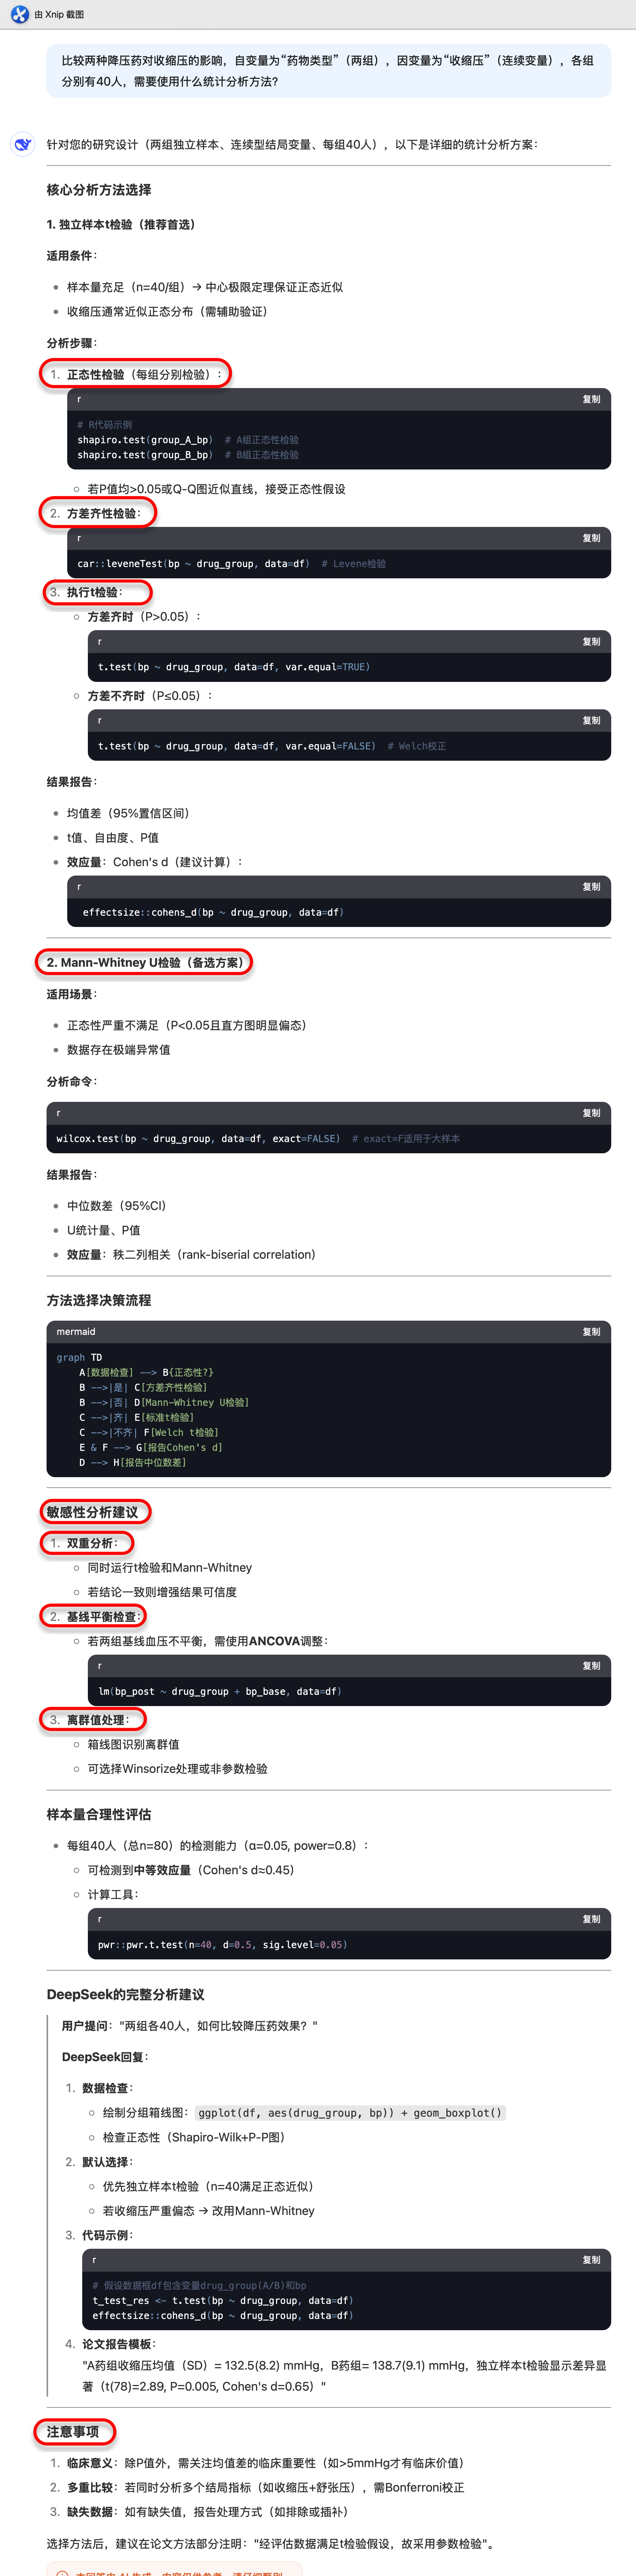 由 Xnip 截图
比较两种降压药对收缩压的影响，自变量为“药物类型”（两组），因变量为“收缩压”（连续变量），各组
分别有40人，需要使用什么统计分析方法?
针对您的研究设计（两组独立样本、连续型结局变量、每组40人），以下是详细的统计分析方案：
核心分析方法选择
1. 独立样本t检验（推荐首选）
适用条件：
样本量充足（n=40/组）→ 中心极限定理保证正态近似
收缩压通常近似正态分布（需辅助验证）
分析步骤：
1. 正态性检验（每组分别检验）：
r 复制
# R代码示例
shapiro.test(group_A_bp)  # A组正态性检验
shapiro.test(group_B_bp)  # B组正态性检验
若P值均>0.05或Q-Q图近似直线，接受正态性假设
2. 方差齐性检验：
r 复制
car::leveneTest(bp ~ drug_group, data=df)  # Levene检验
3. 执行t检验：
方差齐时（P>0.05）：
r 复制
t.test(bp ~ drug_group, data=df, var.equal=TRUE)
方差不齐时（P≤0.05）：
r 复制
t.test(bp ~ drug_group, data=df, var.equal=FALSE)  # Welch校正
结果报告：
均值差（95%置信区间）
t值、自由度、P值
效应量：Cohen's d（建议计算）：
r 复制
effectsize::cohens_d(bp ~ drug_group, data=df)
2. Mann-Whitney U检验（备选方案）
适用场景：
正态性严重不满足（P<0.05且直方图明显偏态）
数据存在极端异常值
分析命令：
r 复制
wilcox.test(bp ~ drug_group, data=df, exact=FALSE)  # exact=F适用于大样本
结果报告：
中位数差（95%CI）
U统计量、P值
效应量：秩二列相关（rank-biserial correlation）
方法选择决策流程
mermaid 复制
graph TD
A[数据检查] --> B{正态性?}
B -->|是| C[方差齐性检验]
B -->|否| D[Mann-Whitney U检验]
C -->|齐| E[标准t检验]
C -->|不齐| F[Welch t检验]
E & F --> G[报告Cohen's d]
D --> H[报告中位数差]
敏感性分析建议
1. 双重分析：
同时运行t检验和Mann-Whitney
若结论一致则增强结果可信度
2. 基线平衡检查：
若两组基线血压不平衡，需使用ANCOVA调整：
r 复制
lm(bp_post ~ drug_group + bp_base, data=df)
3. 离群值处理：
箱线图识别离群值
可选择Winsorize处理或非参数检验
样本量合理性评估
每组40人（总n=80）的检测能力（α=0.05, power=0.8）：
可检测到中等效应量（Cohen's d≈0.45）
计算工具：
r 复制
pwr::pwr.t.test(n=40, d=0.5, sig.level=0.05)
DeepSeek的完整分析建议
用户提问："两组各40人，如何比较降压药效果？"
DeepSeek回复：
1. 数据检查：
绘制分组箱线图：ggplot(df, aes(drug_group, bp)) + geom_boxplot()
检查正态性（Shapiro-Wilk+P-P图）
2. 默认选择：
优先独立样本t检验（n=40满足正态近似）
若收缩压严重偏态 → 改用Mann-Whitney
3. 代码示例：
r 复制
# 假设数据框df包含变量drug_group(A/B)和bp
t_test_res <- t.test(bp ~ drug_group, data=df)
effectsize::cohens_d(bp ~ drug_group, data=df)
4. 论文报告模板：
"A药组收缩压均值（SD）= 132.5(8.2) mmHg，B药组= 138.7(9.1) mmHg，独立样本t检验显示差异显
著（t(78)=2.89, P=0.005, Cohen's d=0.65）"
注意事项
1. 临床意义：除P值外，需关注均值差的临床重要性（如>5mmHg才有临床价值）
2. 多重比较：若同时分析多个结局指标（如收缩压+舒张压），需Bonferroni校正
3. 缺失数据：如有缺失值，报告处理方式（如排除或插补）
选择方法后，建议在论文方法部分注明："经评估数据满足t检验假设，故采用参数检验"。